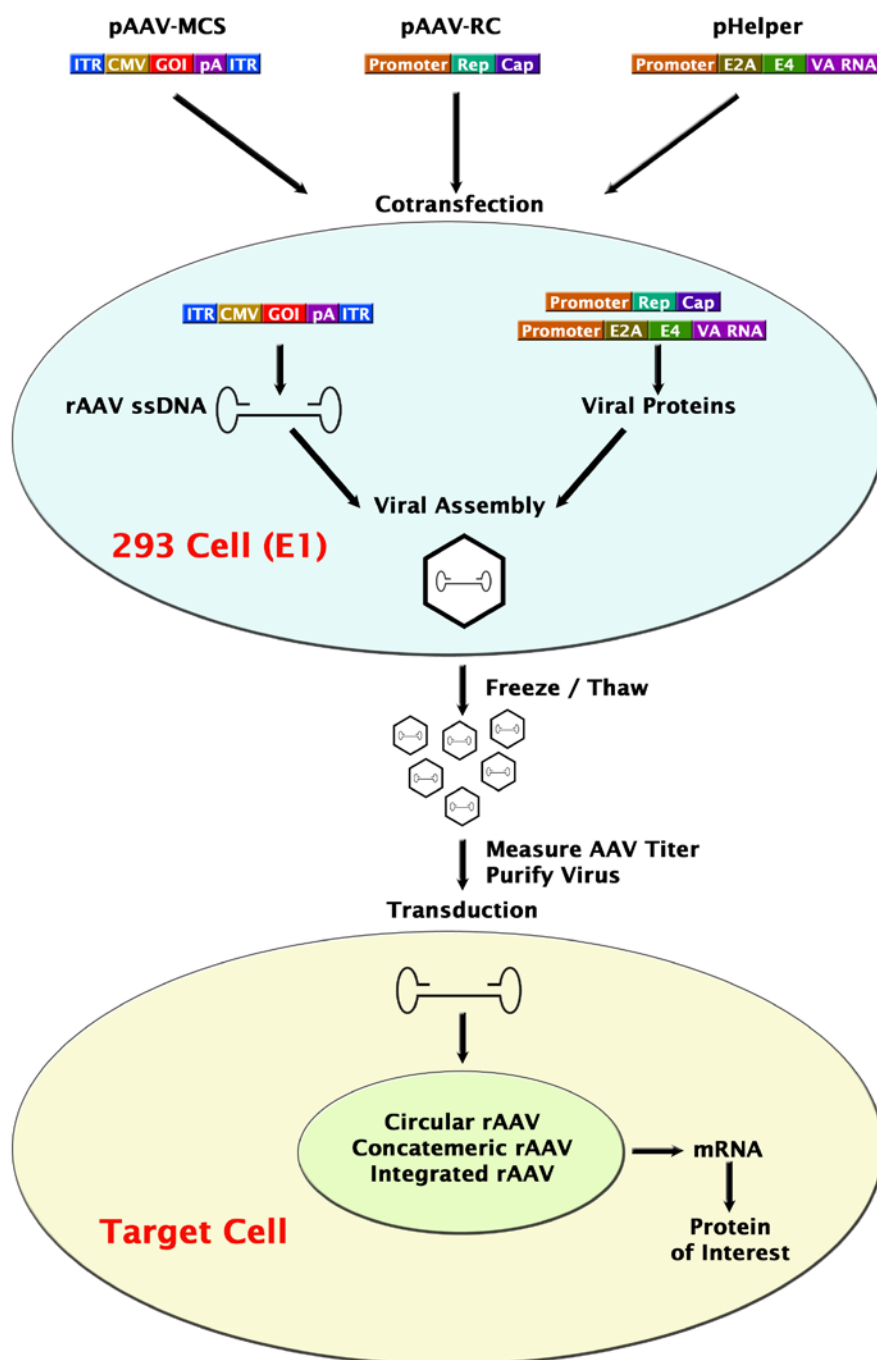 pAAV-MCS
pAAV-RC
pHelper
ITR CMV GOI pA ITR
Promoter Rep Cap
Promoter E2A E4 VA RNA
Cotransfection
ITR CMV GOI pA ITR
Promoter Rep Cap
Promoter E2A E4 VA RNA
rAAV ssDNA
Viral Proteins
Viral Assembly
293 Cell (E1)
Freeze / Thaw
Measure AAV Titer
Purify Virus
Transduction
Circular rAAV
Concatemeric rAAV
Integrated rAAV
mRNA
Protein
of Interest
Target Cell